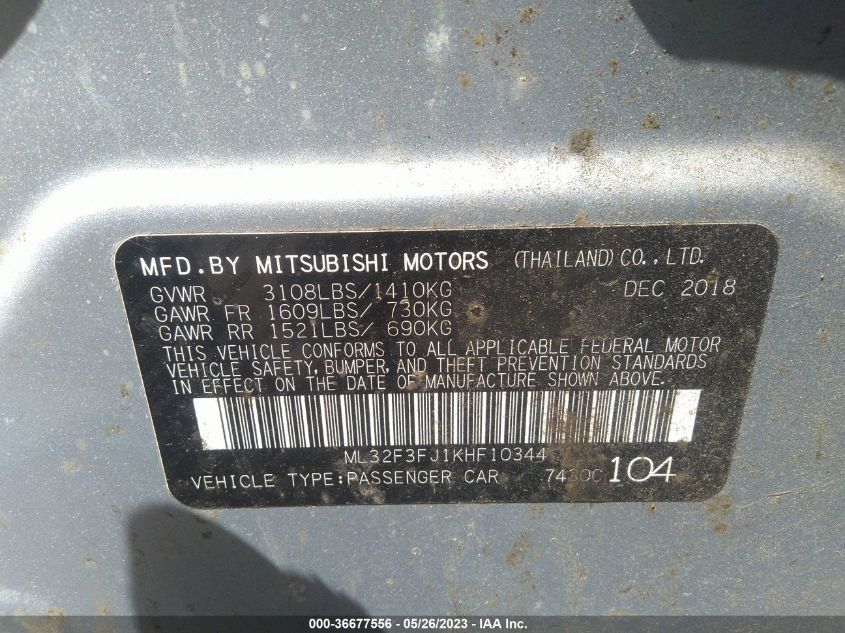 MFD.BY MITSUBISHI MOTORS (THAILAND) CO., LTD.
GVWR 3108LBS/1410KG DEC 2018
GAWR FR 1609LBS/ 730KG
GAWR RR 1521LBS/ 690KG
THIS VEHICLE CONFORMS TO ALL APPLICABLE FEDERAL MOTOR
VEHICLE SAFETY, BUMPER, AND THEFT PREVENTION STANDARDS
IN EFFECT ON THE DATE OF MANUFACTURE SHOWN ABOVE.
ML32F3FJ1KHF10344
VEHICLE TYPE:PASSENGER CAR 104
000-36677556 - 05/26/2023 - IAA Inc.